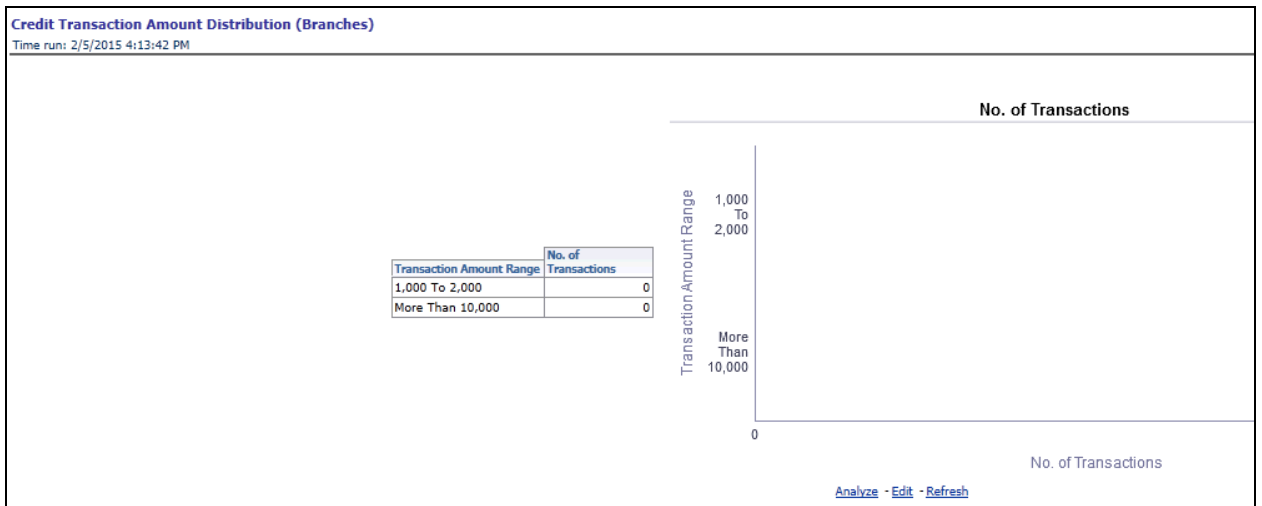 Credit Transaction Amount Distribution (Branches)
Time run: 2/5/2015 4:13:42 PM
No. of Transactions
Transaction Amount Range
No. of
Transactions
1,000 To 2,000 0
More Than 10,000 0
Transaction Amount Range
1,000
To
2,000
More
Than
10,000
0
No. of Transactions
Analyze - Edit - Refresh